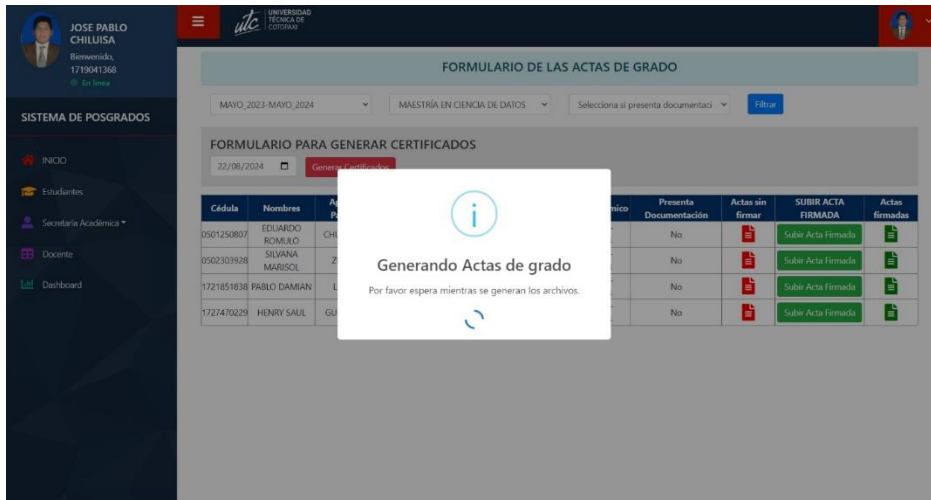 JOSE PABLO
CHILUISA
Bienvenido,
1719041368
En linea
SISTEMA DE POSGRADOS
INICIO
Estudiantes
Secretaría Académica
Docente
Dashboard
utc UNIVERSIDAD
TÉCNICA DE
COTOPAXI
FORMULARIO DE LAS ACTAS DE GRADO
MAYO_2023-MAYO_2024 MAESTRÍA EN CIENCIA DE DATOS Selecciona si presenta documentaci Filtrar
FORMULARIO PARA GENERAR CERTIFICADOS
22/08/2024 Generar Certificados
Cédula Nombres Presenta Documentación Actas sin firmar SUBIR ACTA FIRMADA Actas firmadas
0501250807 EDUARDO ROMULO No Subir Acta Firmada
0502303928 SILVANA MARISOL No Subir Acta Firmada
1721851838 PABLO DAMIAN No Subir Acta Firmada
1727470229 HENRY SAUL GU No Subir Acta Firmada
i
Generando Actas de grado
Por favor espera mientras se generan los archivos.